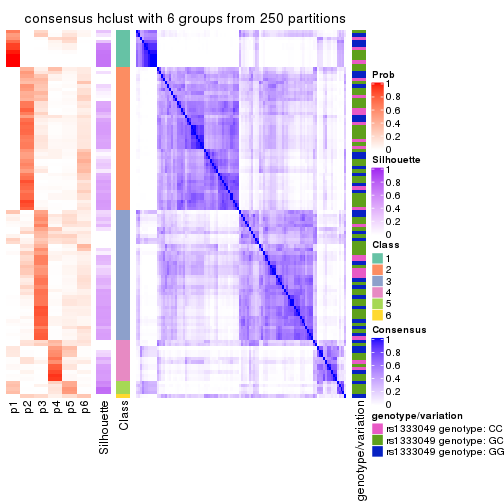 consensus hclust with 6 groups from 250 partitions
Prob
1
0.8
0.6
0.4
0.2
0
Silhouette
1
0.8
0.6
0.4
0.2
0
Class
1
2
3
4
5
6
Consensus
1
0.8
0.6
0.4
0.2
0
genotype/variation
rs1333049 genotype: CC
rs1333049 genotype: GC
rs1333049 genotype: GG
p1
p2
p3
p4
p5
p6
Silhouette
Class
genotype/variation